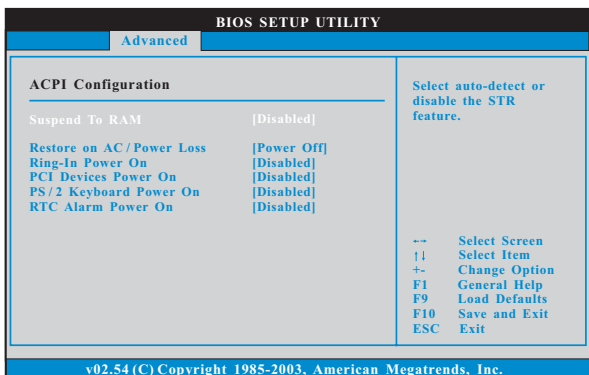 BIOS SETUP UTILITY
Advanced
ACPI Configuration
Suspend To RAM [Disabled]
Restore on AC / Power Loss [Power Off]
Ring-In Power On [Disabled]
PCI Devices Power On [Disabled]
PS / 2 Keyboard Power On [Disabled]
RTC Alarm Power On [Disabled]
Select auto-detect or
disable the STR
feature.
←→ Select Screen
↑↓ Select Item
+- Change Option
F1 General Help
F9 Load Defaults
F10 Save and Exit
ESC Exit
v02.54 (C) Copyright 1985-2003, American Megatrends, Inc.